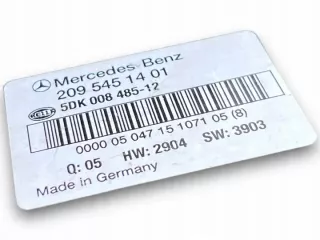 Mercedes-Benz
209 545 14 01
HELLA 5DK 008 485-12
0000 05 047 15 1071 05 (8)
Q: 05 HW: 2904 SW: 3903
Made in Germany